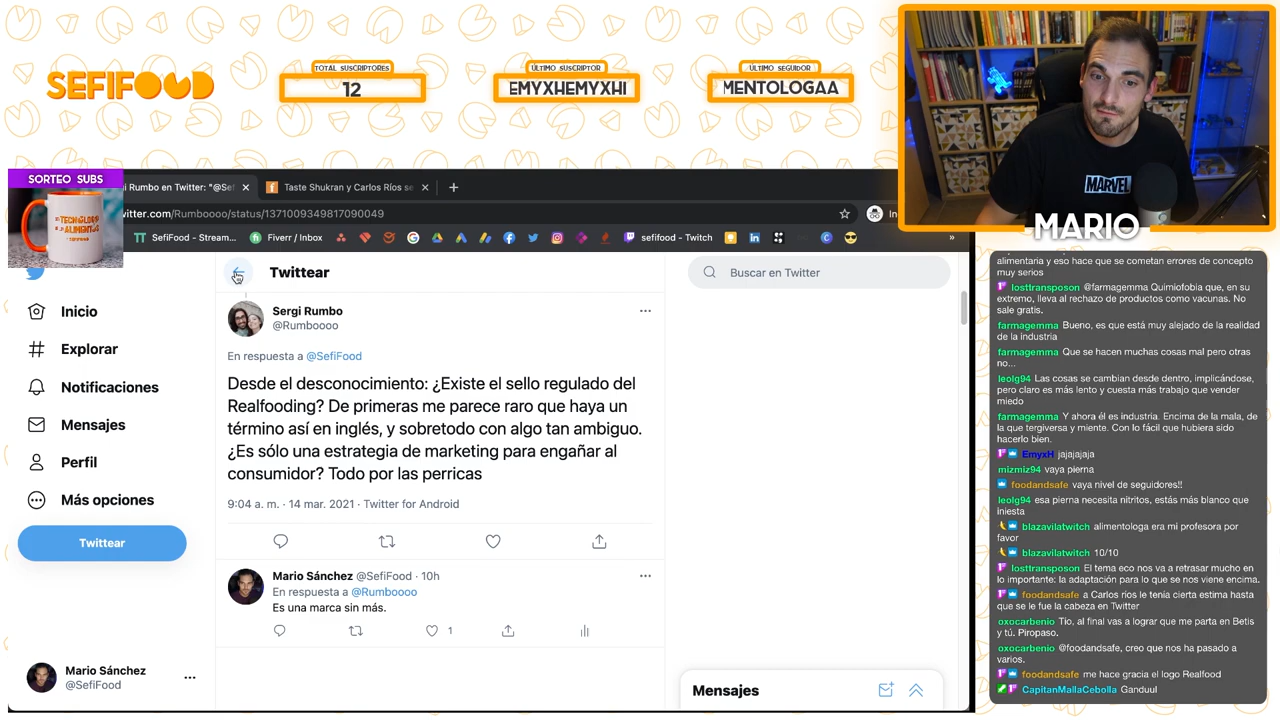 SEFIFOOD
TOTAL SUSCRIPTORES
12
ÚLTIMO SUSCRIPTOR
EMYXHEMYXHI
ÚLTIMO SEGUIDOR
MENTOLOGAA
MARVEL
MARIO
SORTEO SUBS
TECNÓLOGO
ALIMENTOS
i Rumbo en Twitter: "@Sef
Taste Shukran y Carlos Ríos se
witter.com/Rumboooo/status/1371009349817090049
In
SefiFood - Stream...
Fiverr / Inbox
sefifood - Twitch
»
Twittear
Buscar en Twitter
Inicio
Explorar
Notificaciones
Mensajes
Perfil
Más opciones
Twittear
Mario Sánchez
@SefiFood
Sergi Rumbo
@Rumboooo
En respuesta a @SefiFood
Desde el desconocimiento: ¿Existe el sello regulado del
Realfooding? De primeras me parece raro que haya un
término así en inglés, y sobretodo con algo tan ambiguo.
¿Es sólo una estrategia de marketing para engañar al
consumidor? Todo por las perricas
9:04 a. m. · 14 mar. 2021 · Twitter for Android
Mario Sánchez @SefiFood · 10h
En respuesta a @Rumboooo
Es una marca sin más.
1
Mensajes
alimentaria y eso hace que se cometan errores de concepto
muy serios
losttransposon @farmagemma Quimiofobia que, en su
extremo, lleva al rechazo de productos como vacunas. No
sale gratis.
farmagemma Bueno, es que está muy alejado de la realidad
de la industria
farmagemma Que se hacen muchas cosas mal pero otras
no...
leolg94 Las cosas se cambian desde dentro, implicándose,
pero claro es más lento y cuesta más trabajo que vender
miedo
farmagemma Y ahora él es industria. Encima de la mala, de
la que tergiversa y miente. Con lo fácil que hubiera sido
hacerlo bien.
EmyxH jajajajaja
mizmiz94 vaya pierna
foodandsafe vaya nivel de seguidores!!
leolg94 esa pierna necesita nitritos, estás más blanco que
iniesta
blazavilatwitch alimentologa era mi profesora por
favor
blazavilatwitch 10/10
losttransposon El tema eco nos va a retrasar mucho en
lo importante: la adaptación para lo que se nos viene encima.
foodandsafe a Carlos ríos le tenia cierta estima hasta
que se le fue la cabeza en Twitter
oxocarbenio Tio, al final vas a lograr que me parta en Betis
y tú. Piropaso.
oxocarbenio @foodandsafe, creo que nos ha pasado a
varios.
foodandsafe me hace gracia el logo Realfood
CapitanMallaCebolla Ganduul